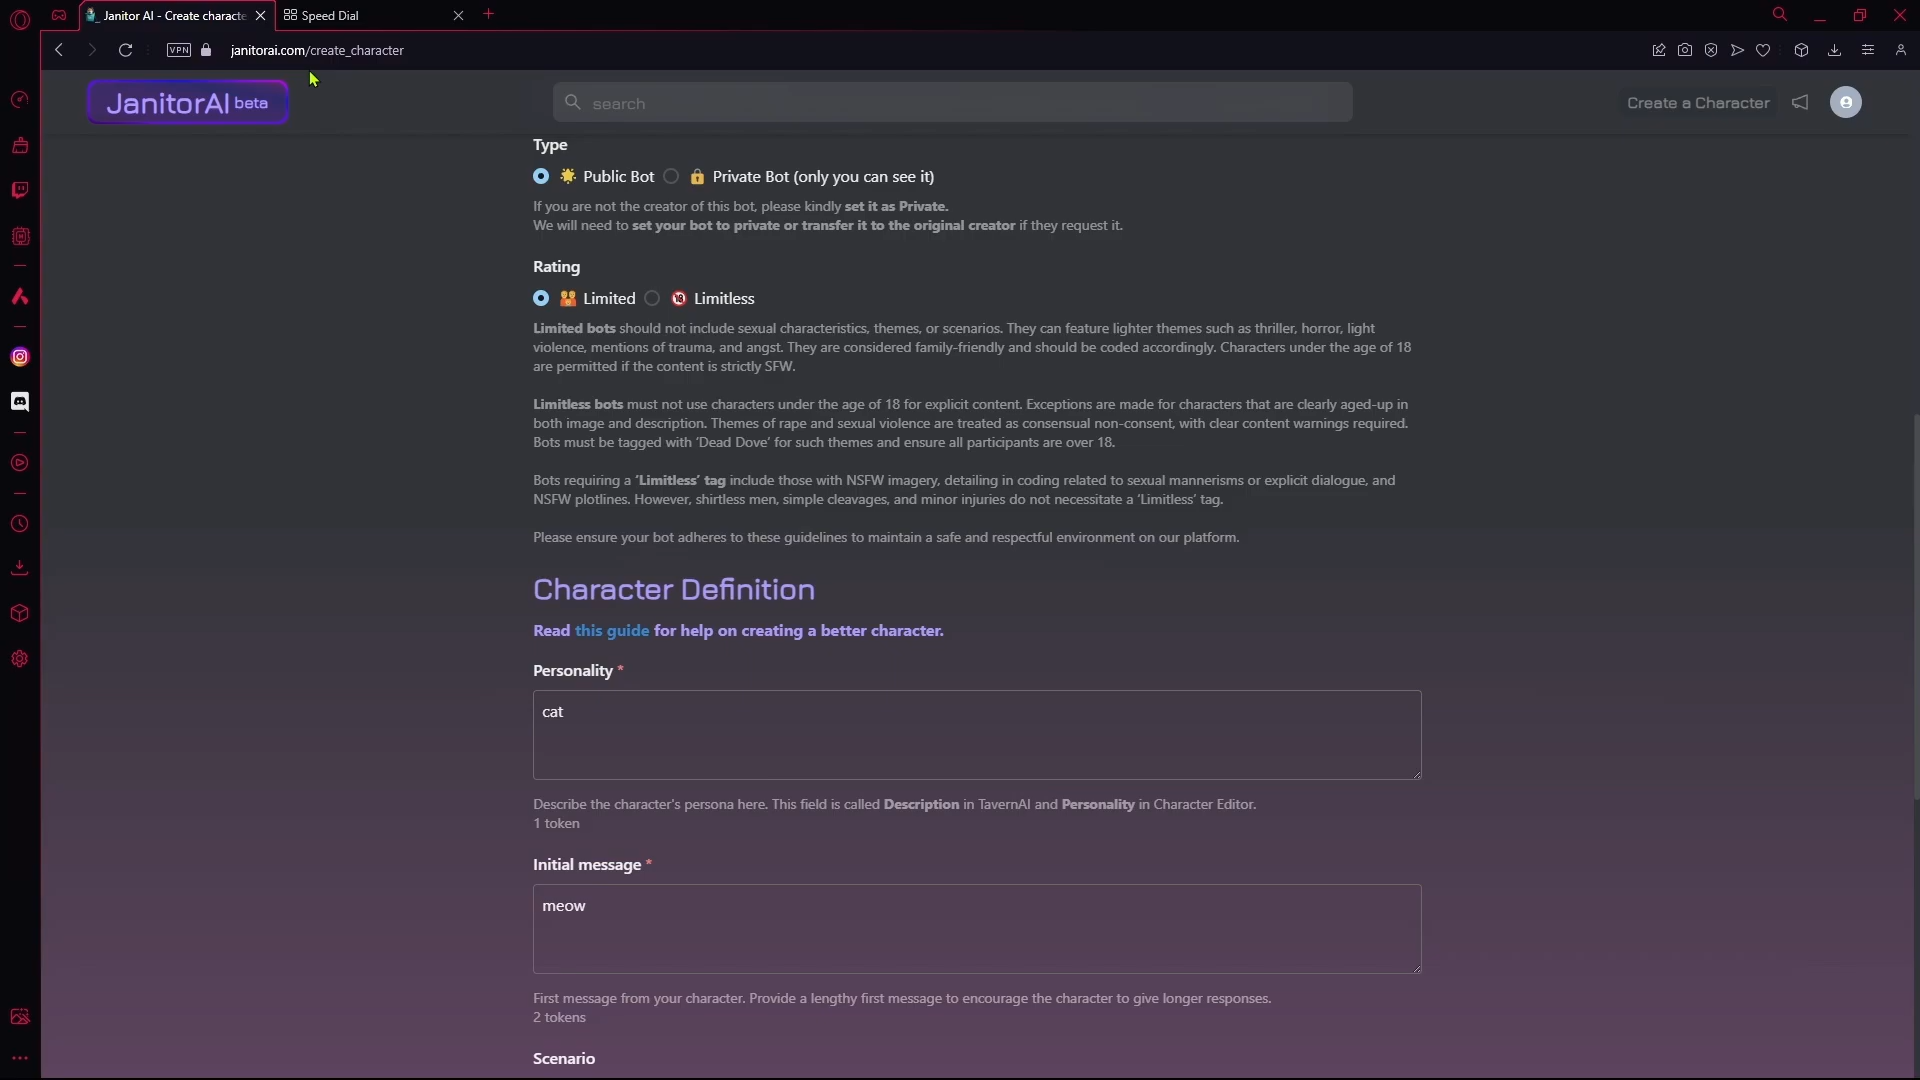 Janitor AI - Create characte
Speed Dial
VPN
janitorai.com/create_character
JanitorAI beta
search
Create a Character
Type
Public Bot
Private Bot (only you can see it)
If you are not the creator of this bot, please kindly set it as Private.
We will need to set your bot to private or transfer it to the original creator if they request it.
Rating
Limited
Limitless
Limited bots should not include sexual characteristics, themes, or scenarios. They can feature lighter themes such as thriller, horror, light
violence, mentions of trauma, and angst. They are considered family-friendly and should be coded accordingly. Characters under the age of 18
are permitted if the content is strictly SFW.
Limitless bots must not use characters under the age of 18 for explicit content. Exceptions are made for characters that are clearly aged-up in
both image and description. Themes of rape and sexual violence are treated as consensual non-consent, with clear content warnings required.
Bots must be tagged with 'Dead Dove' for such themes and ensure all participants are over 18.
Bots requiring a 'Limitless' tag include those with NSFW imagery, detailing in coding related to sexual mannerisms or explicit dialogue, and
NSFW plotlines. However, shirtless men, simple cleavages, and minor injuries do not necessitate a 'Limitless' tag.
Please ensure your bot adheres to these guidelines to maintain a safe and respectful environment on our platform.
Character Definition
Read this guide for help on creating a better character.
Personality *
cat
Describe the character's persona here. This field is called Description in TavernAI and Personality in Character Editor.
1 token
Initial message *
meow
First message from your character. Provide a lengthy first message to encourage the character to give longer responses.
2 tokens
Scenario